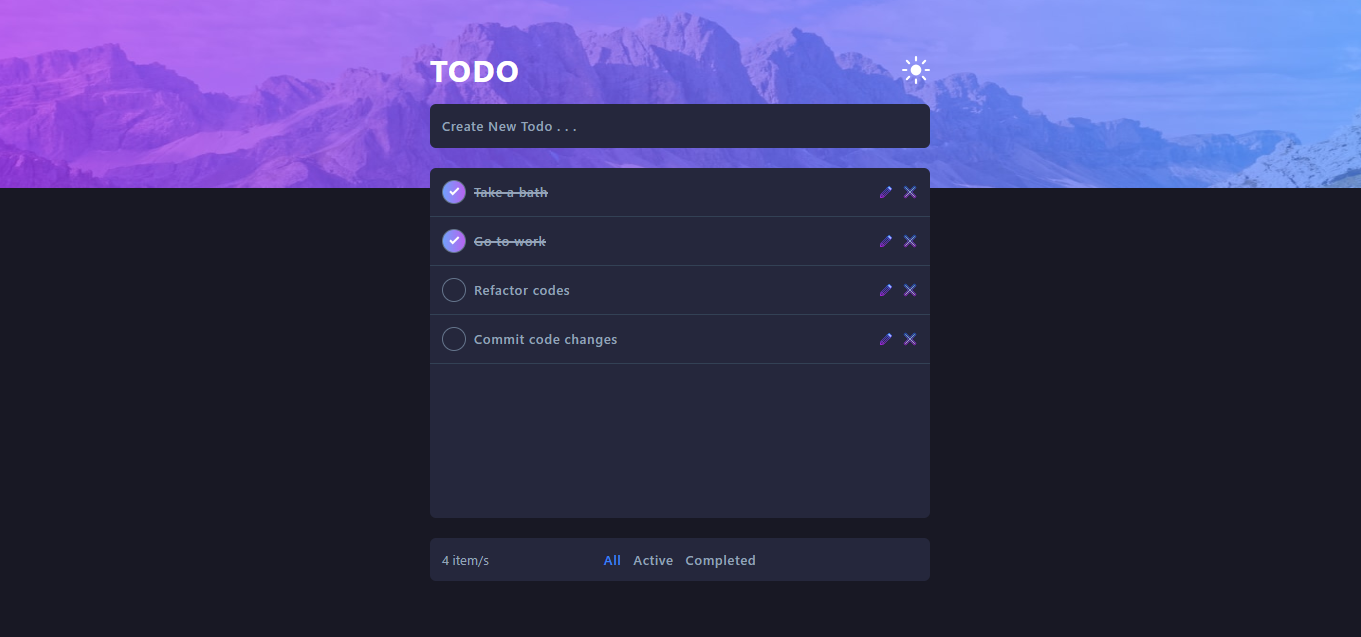 TODO
Create New Todo . . .
Take a bath
Go to work
Refactor codes
Commit code changes
4 item/s All Active Completed